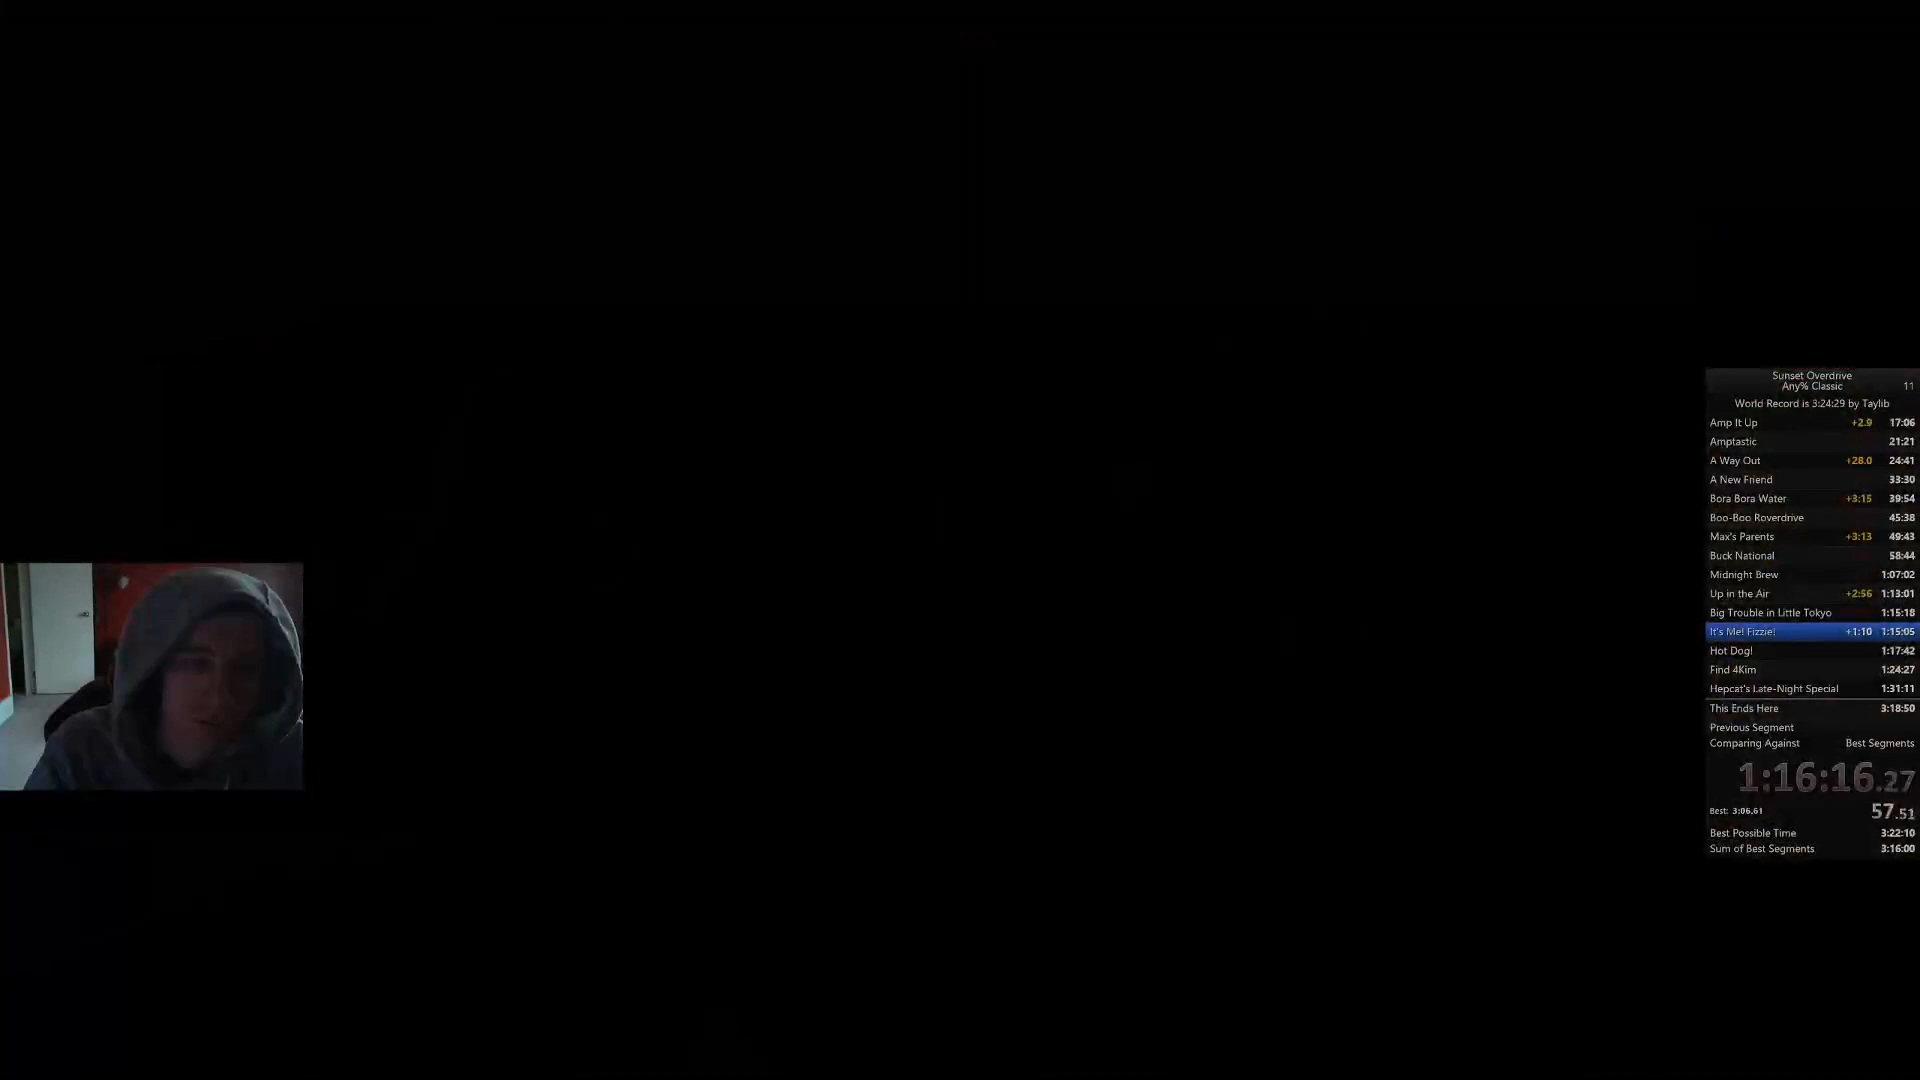 Sunset Overdrive
Any% Classic 11
World Record is 3:24:29 by Taylib
Amp It Up +2.9 17:06
Amptastic 21:21
A Way Out +28.0 24:41
A New Friend 33:30
Bora Bora Water +3:15 39:54
Boo-Boo Roverdrive 45:38
Max's Parents +3:13 49:43
Buck National 58:44
Midnight Brew 1:07:02
Up in the Air +2:56 1:13:01
Big Trouble in Little Tokyo 1:15:18
It's Me! Fizzie! +1:10 1:15:05
Hot Dog! 1:17:42
Find 4Kim 1:24:27
Hepcat's Late-Night Special 1:31:11
This Ends Here 3:18:50
Previous Segment
Comparing Against Best Segments
1:16:16.27
Best: 3:06.61 57.51
Best Possible Time 3:22:10
Sum of Best Segments 3:16:00